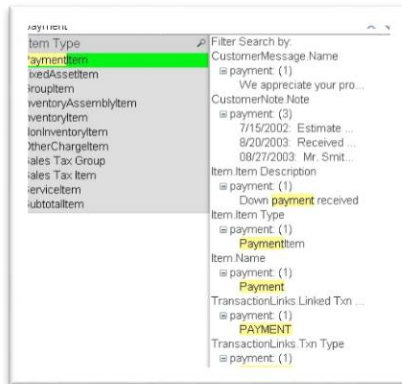 payment
Item Type
PaymentItem
FixedAssetItem
GroupItem
InventoryAssemblyItem
InventoryItem
NonInventoryItem
OtherChargeItem
Sales Tax Group
Sales Tax Item
ServiceItem
SubtotalItem
Filter Search by:
CustomerMessage.Name
payment: (1)
We appreciate your pro...
CustomerNote Note
payment: (3)
7/15/2002: Estimate ...
8/20/2003: Received ...
08/27/2003: Mr. Smit...
Item.Item Description
payment: (1)
Down payment received
Item.Item Type
payment: (1)
PaymentItem
Item.Name
payment: (1)
Payment
TransactionLinks.Linked Txn ...
payment: (1)
PAYMENT
TransactionLinks.Txn Type
payment: (1)